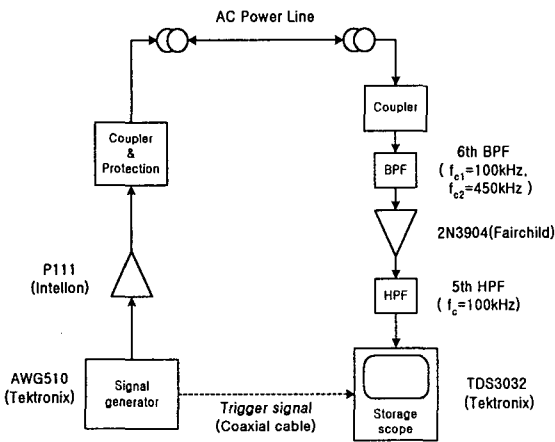 AC Power Line
Coupler
&
Protection
Coupler
6th BPF
( fc1=100kHz,
fc2=450kHz )
BPF
2N3904(Fairchild)
P111
(Intellon)
HPF
5th HPF
( fc=100kHz)
AWG510
(Tektronix)
Signal
generator
Trigger signal
(Coaxial cable)
Storage
scope
TDS3032
(Tektronix)